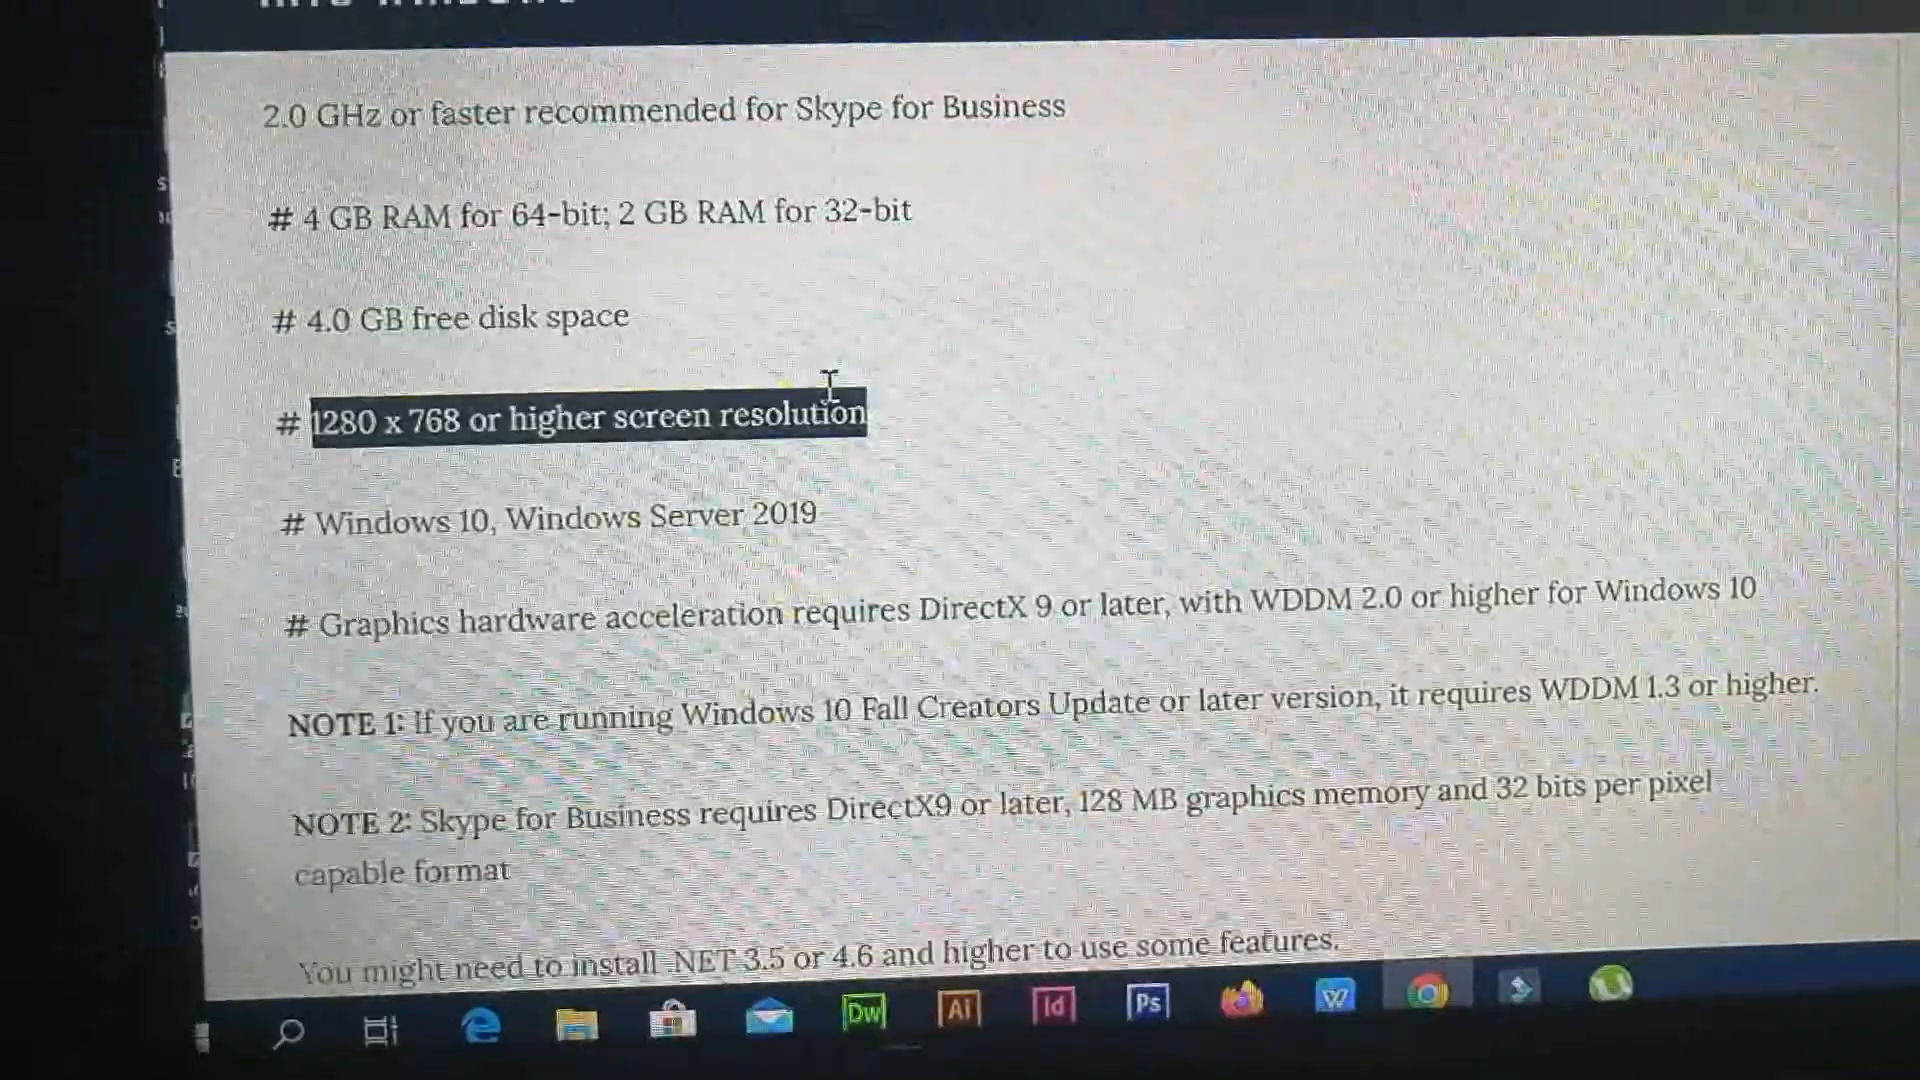 2.0 GHz or faster recommended for Skype for Business
# 4 GB RAM for 64-bit; 2 GB RAM for 32-bit
# 4.0 GB free disk space
# 1280 x 768 or higher screen resolution
# Windows 10, Windows Server 2019
# Graphics hardware acceleration requires DirectX 9 or later, with WDDM 2.0 or higher for Windows 10
NOTE 1: If you are running Windows 10 Fall Creators Update or later version, it requires WDDM 1.3 or higher.
NOTE 2: Skype for Business requires DirectX9 or later, 128 MB graphics memory and 32 bits per pixel
capable format
You might need to install .NET 3.5 or 4.6 and higher to use some features.
Dw Ai Id Ps W